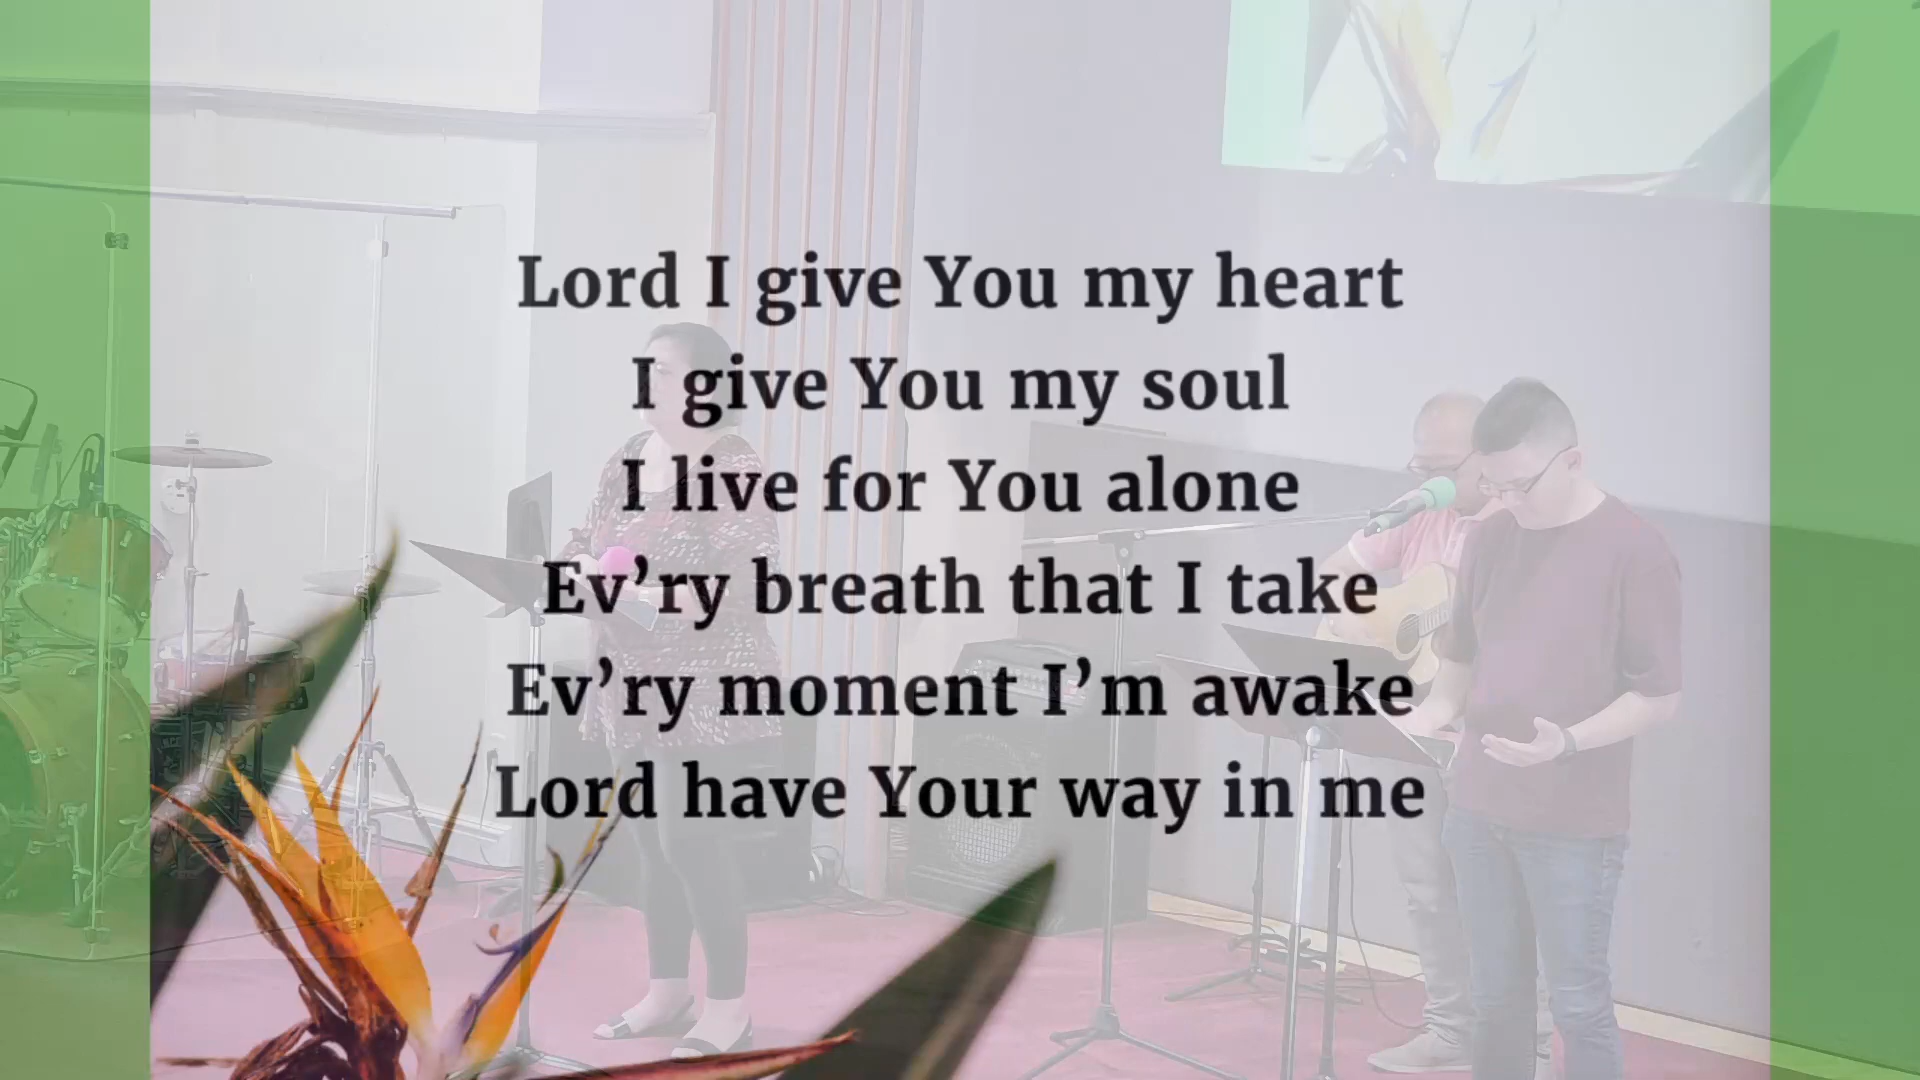 Lord I give You my heart
I give You my soul
I live for You alone
Ev’ry breath that I take
Ev’ry moment I’m awake
Lord have Your way in me